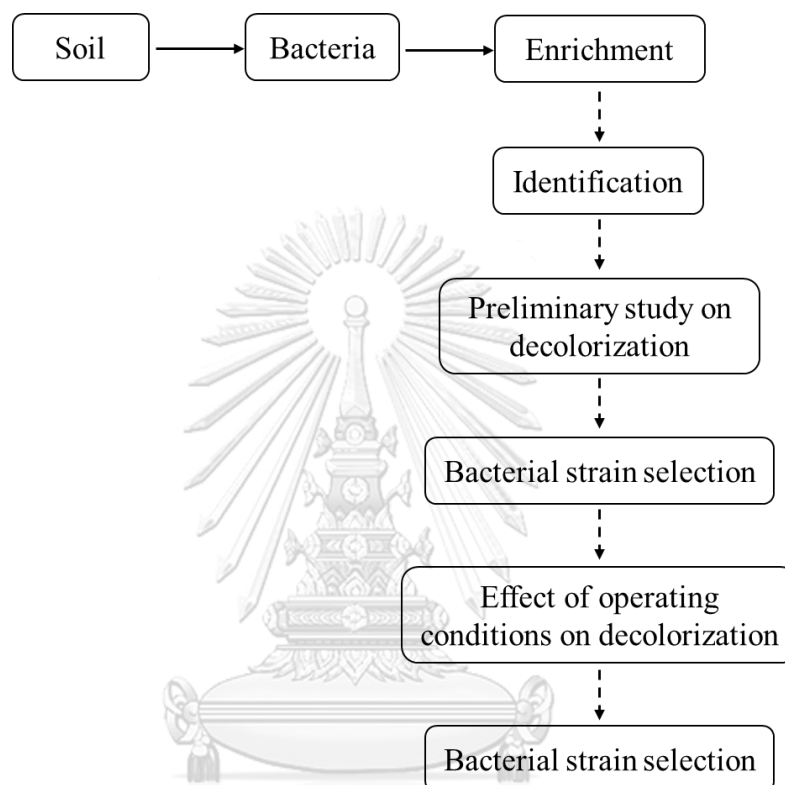 Soil
Bacteria
Enrichment
Identification
Preliminary study on
decolorization
Bacterial strain selection
Effect of operating
conditions on decolorization
Bacterial strain selection